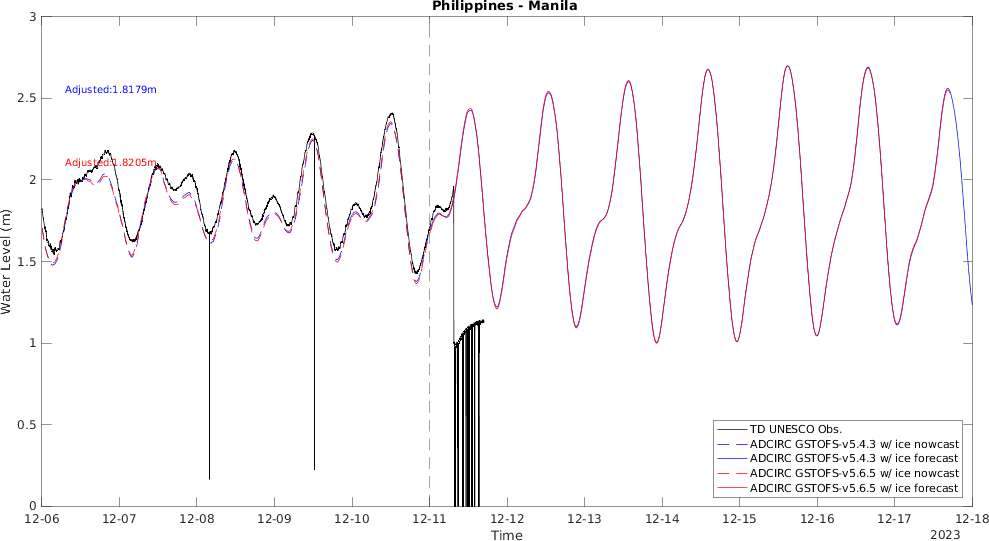 Philippines - Manila
3
2.5
2
1.5
1
0.5
0
Water Level (m)
Adjusted:1.8179m
Adjusted:1.8205m
TD UNESCO Obs.
ADCIRC GSTOFS-v5.4.3 w/ ice nowcast
ADCIRC GSTOFS-v5.4.3 w/ ice forecast
ADCIRC GSTOFS-v5.6.5 w/ ice nowcast
ADCIRC GSTOFS-v5.6.5 w/ ice forecast
12-06 12-07 12-08 12-09 12-10 12-11 12-12 12-13 12-14 12-15 12-16 12-17 12-18
Time
2023